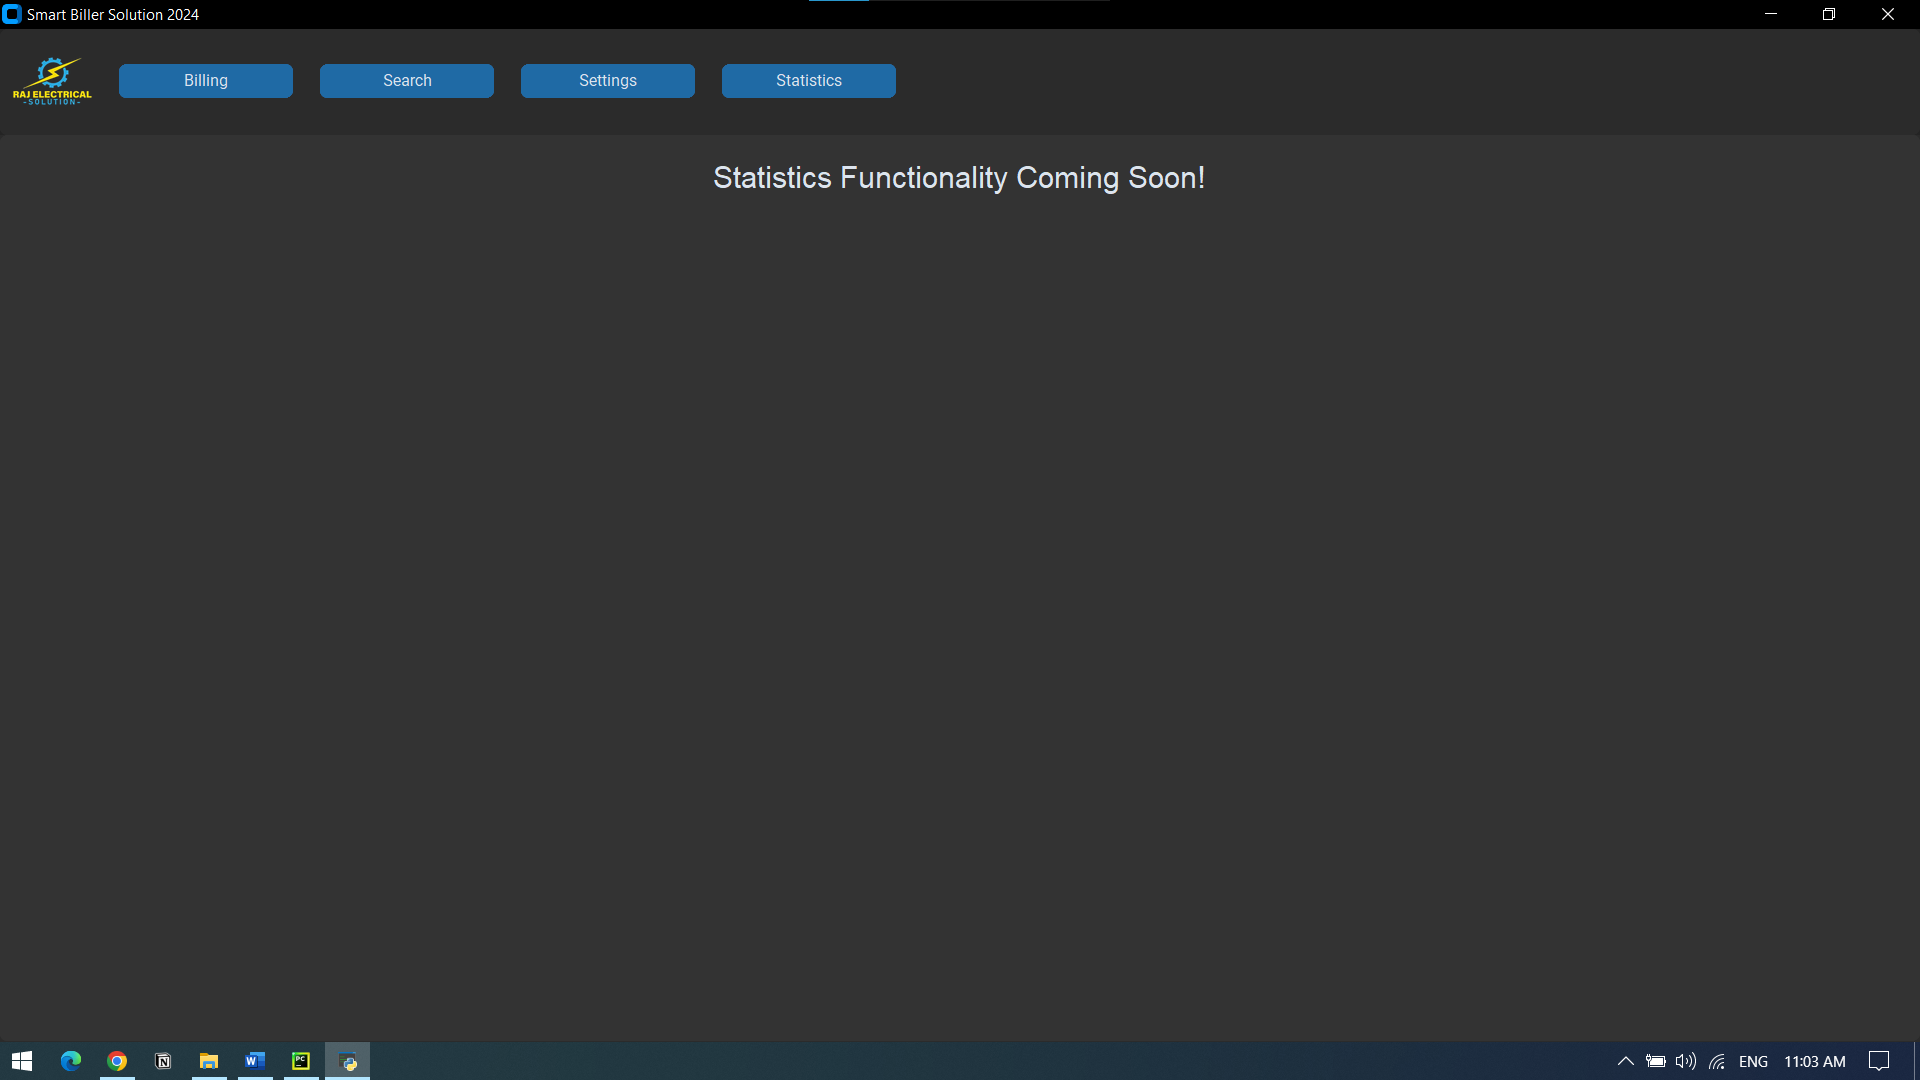 Smart Biller Solution 2024
RAJ ELECTRICAL
-SOLUTION-
Billing
Search
Settings
Statistics
Statistics Functionality Coming Soon!
N
W
PC
ENG
11:03 AM